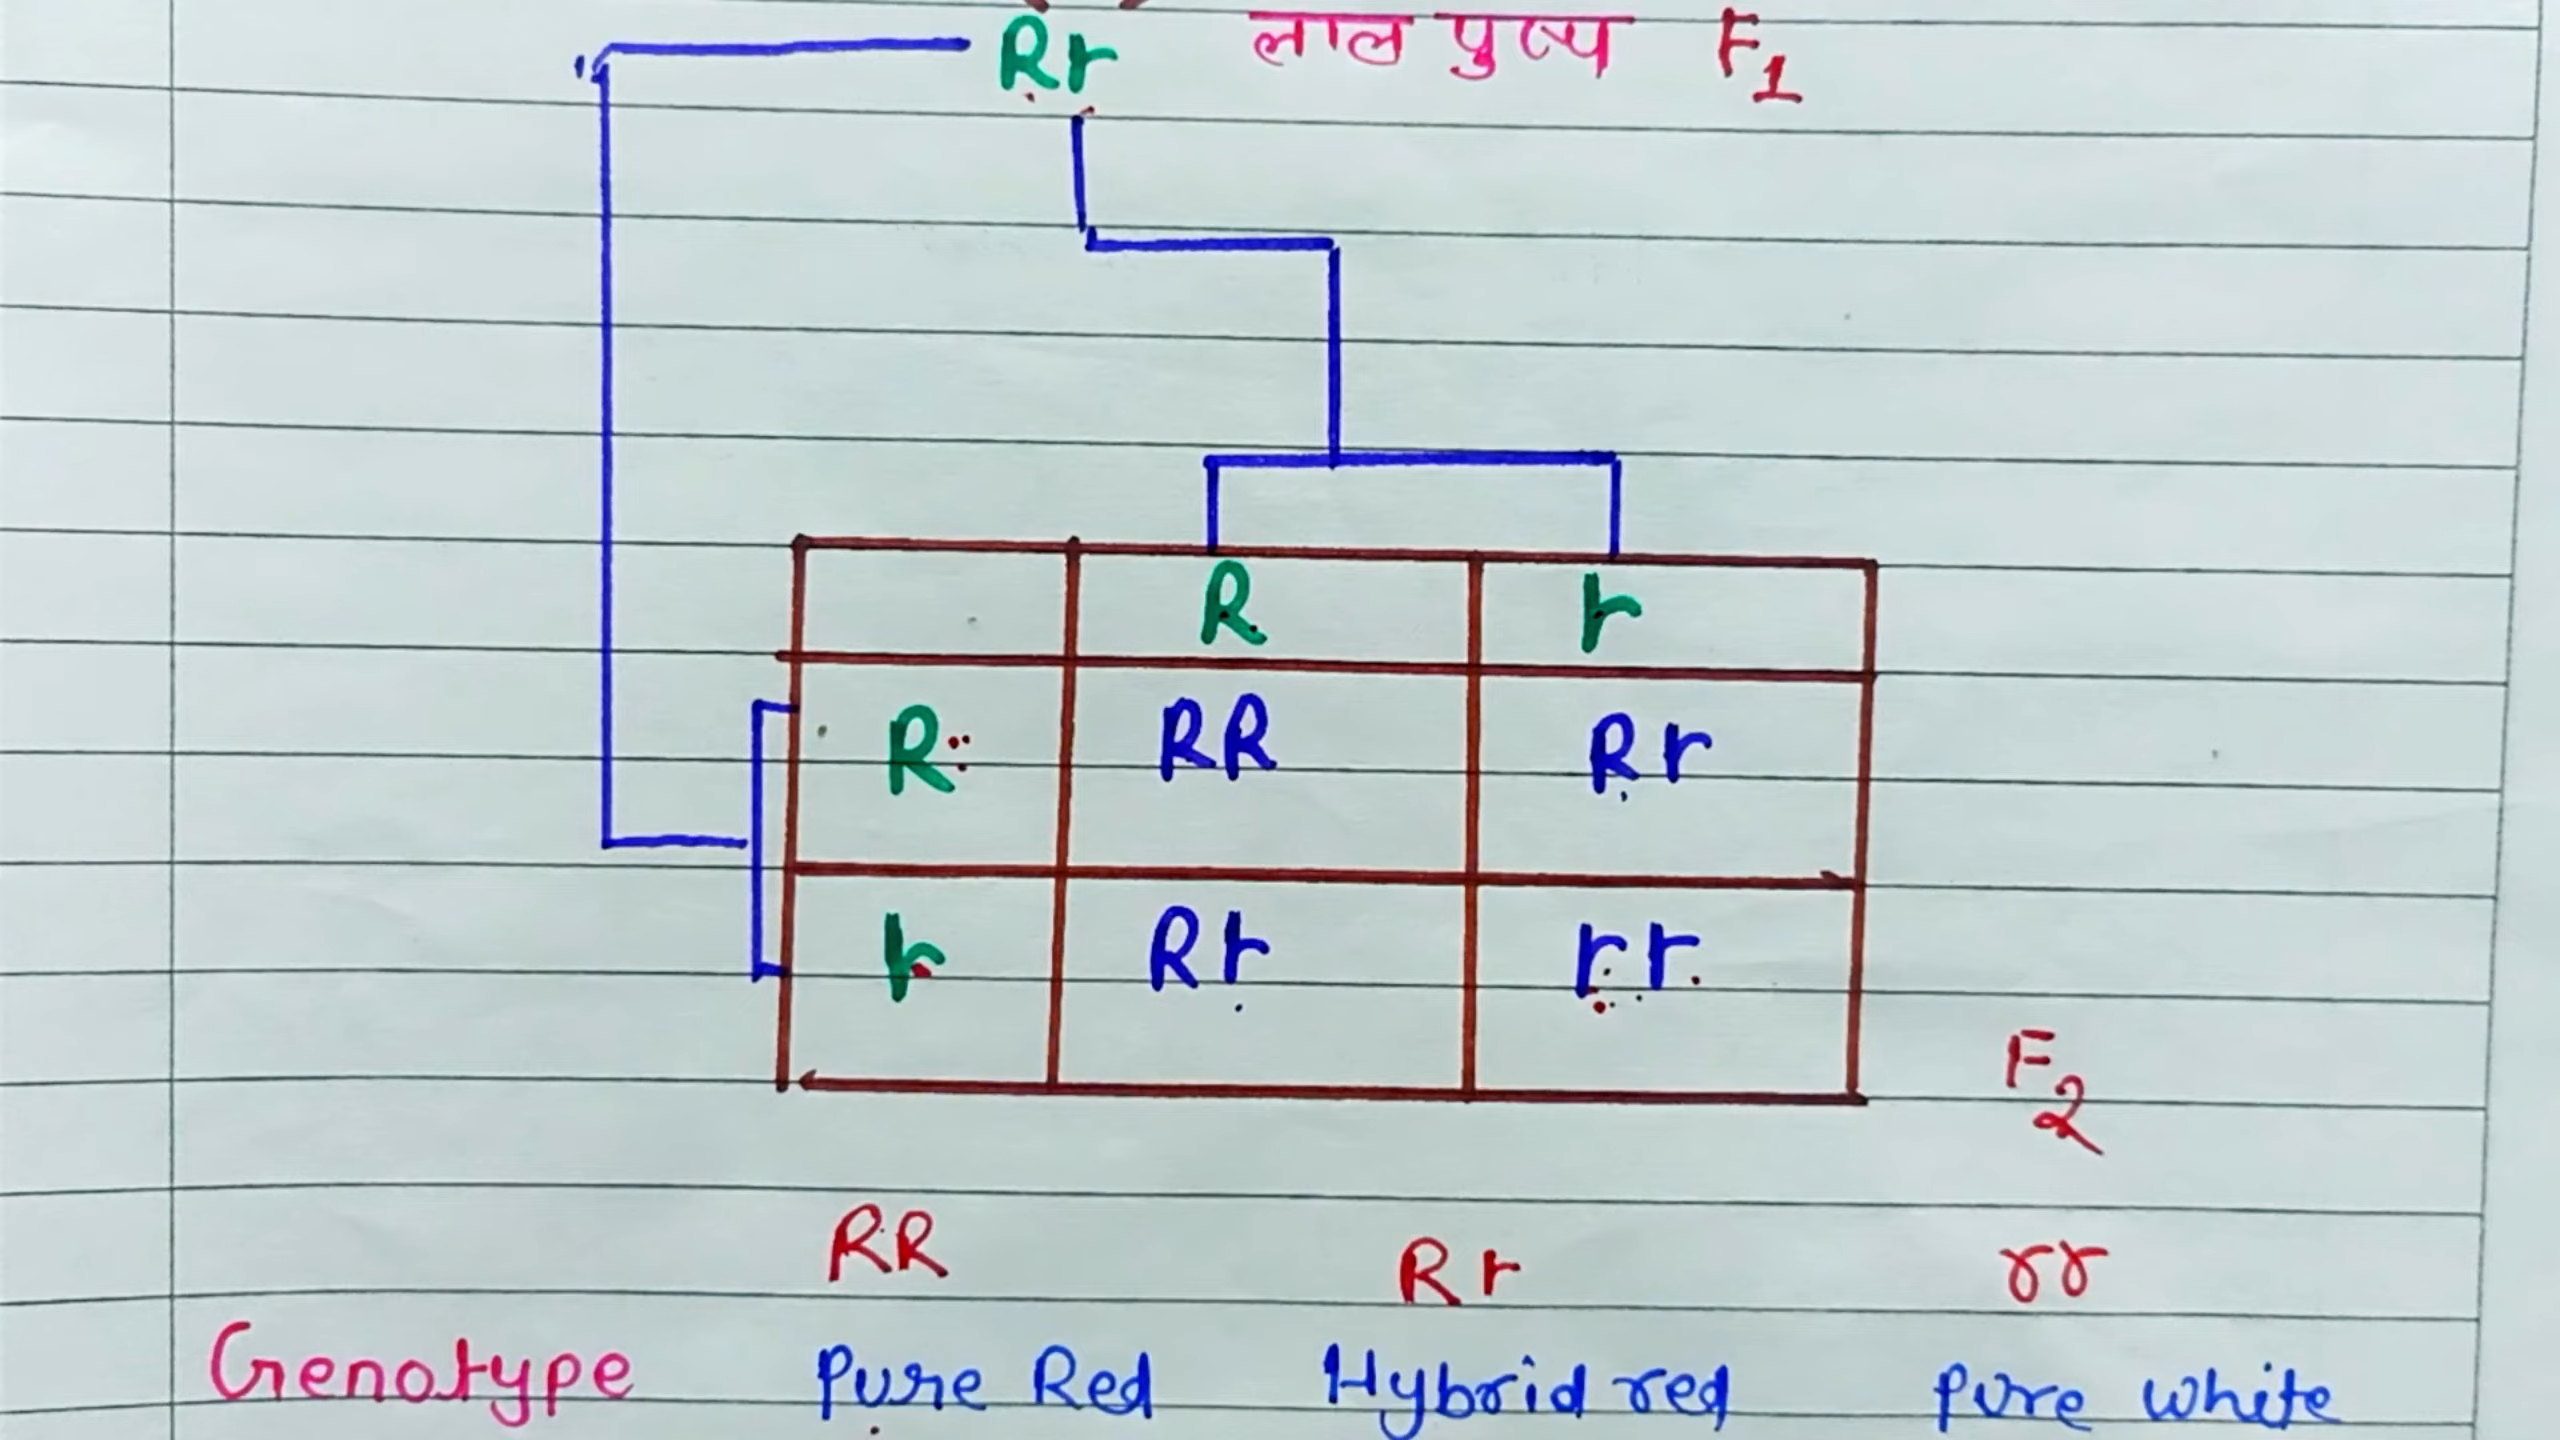 Rr लाल पुष्प F1
R r
R RR Rr
r Rr rr
F2
RR Rr rr
Genotype Pure Red Hybrid red pure white